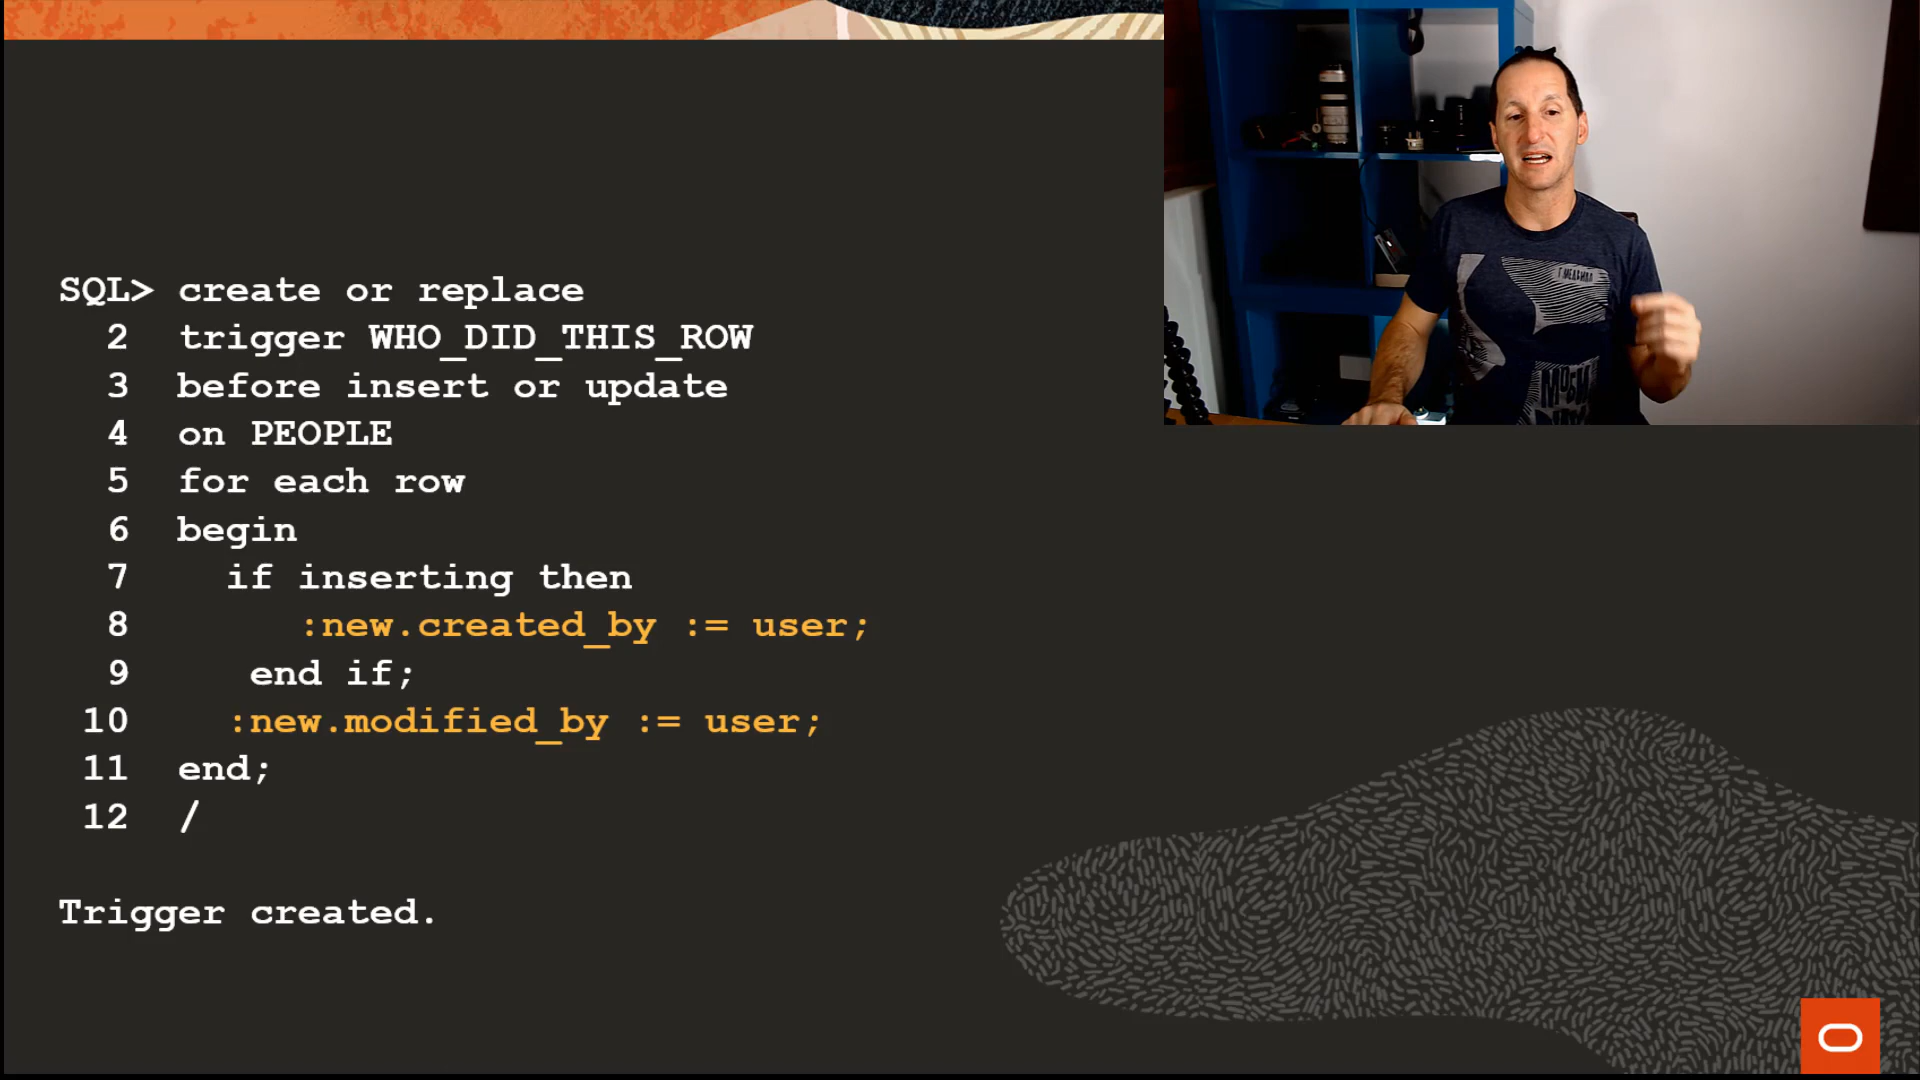 SQL> create or replace
2 trigger WHO_DID_THIS_ROW
3 before insert or update
4 on PEOPLE
5 for each row
6 begin
7 if inserting then
8 :new.created_by := user;
9 end if;
10 :new.modified_by := user;
11 end;
12 /
Trigger created.